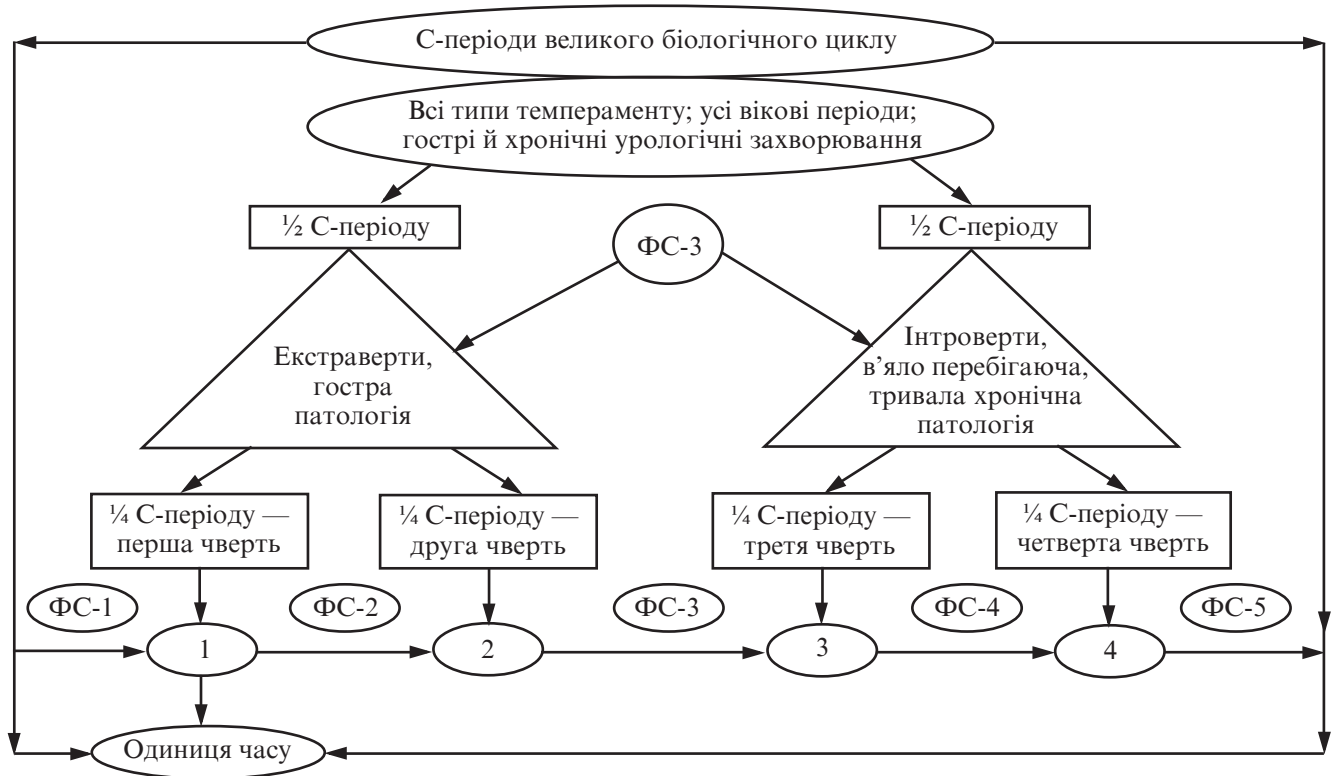 С-періоди великого біологічного циклу
Всі типи темпераменту; усі вікові періоди;
гострі й хронічні урологічні захворювання
½ С-періоду
½ С-періоду
ФС-3
Екстраверти,
гостра
патологія
Інтроверти,
в’яло перебігаюча,
тривала хронічна
патологія
¼ С-періоду —
перша чверть
¼ С-періоду —
друга чверть
¼ С-періоду —
третя чверть
¼ С-періоду —
четверта чверть
ФС-1
ФС-2
ФС-3
ФС-4
ФС-5
1
2
3
4
Одиниця часу